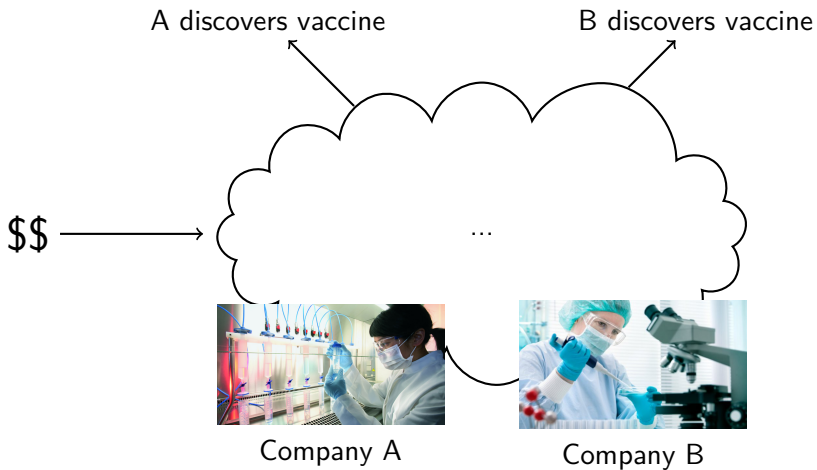 A discovers vaccine
B discovers vaccine
$$
...
Company A
Company B